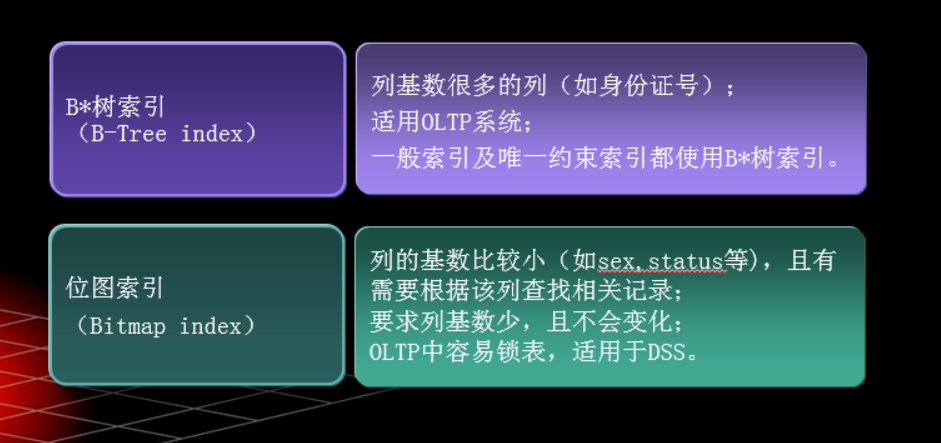 B*树索引
（B-Tree index）
列基数很多的列（如身份证号）；
适用OLTP系统；
一般索引及唯一约束索引都使用B*树索引。
位图索引
（Bitmap index）
列的基数比较小（如sex,status等），且有
需要根据该列查找相关记录；
要求列基数少，且不会变化；
OLTP中容易锁表，适用于DSS。